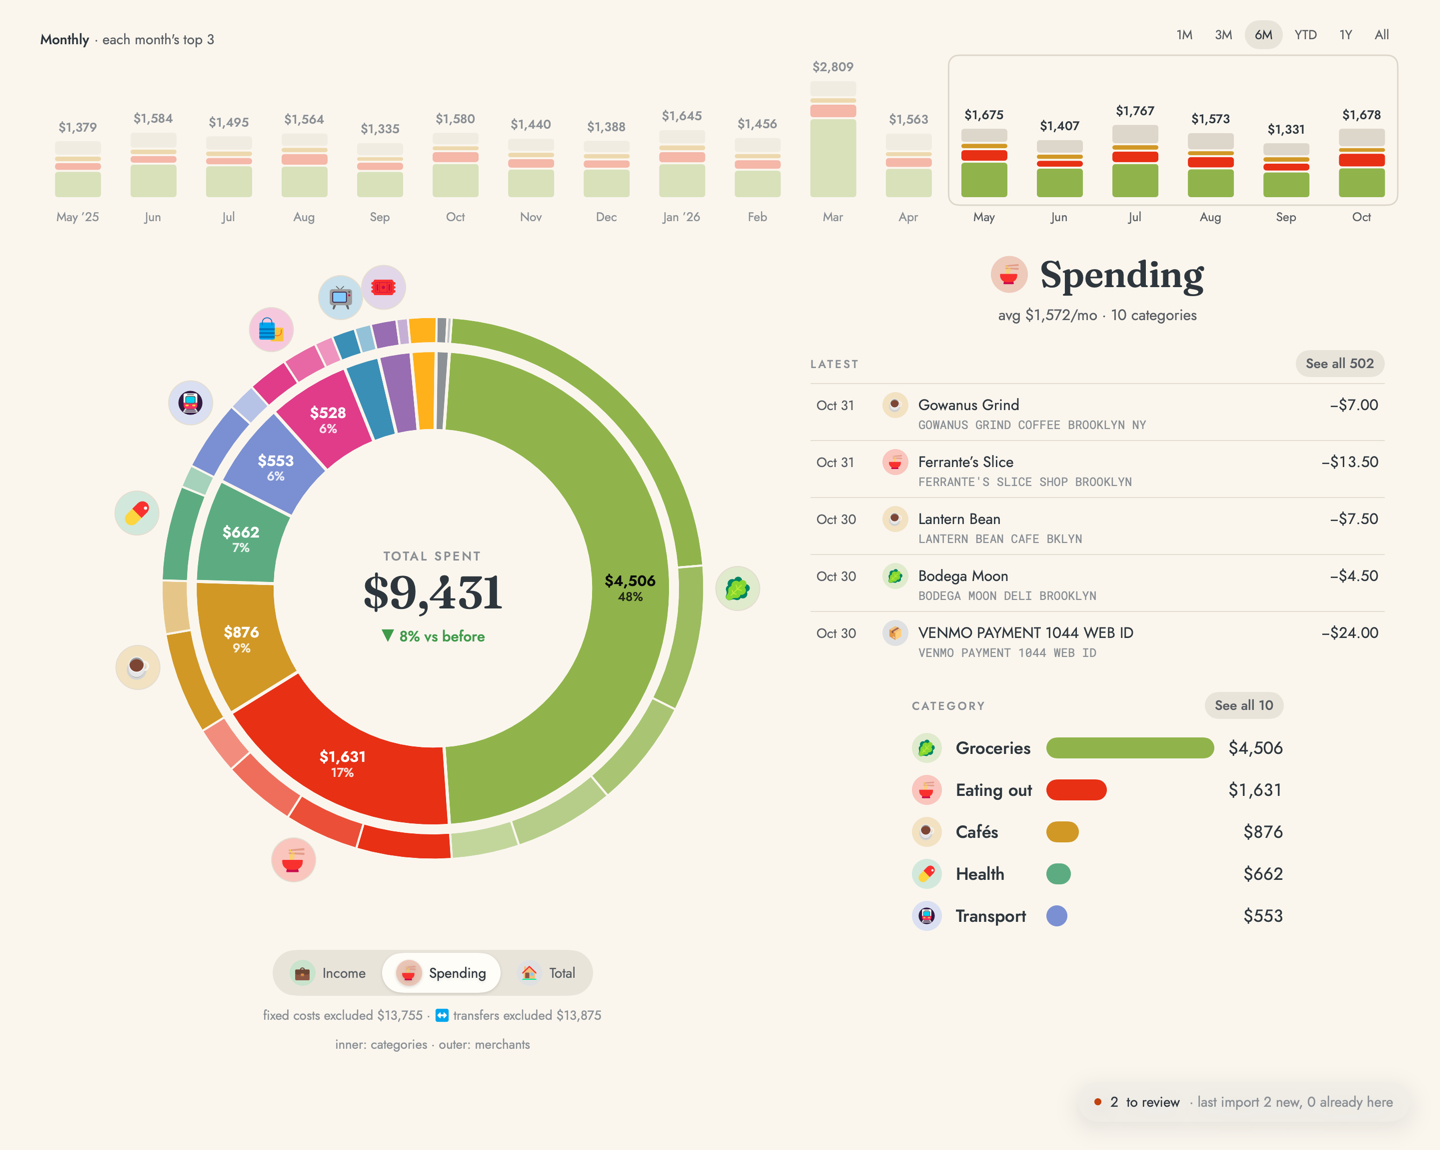 Monthly · each month's top 3
1M 3M 6M YTD 1Y All
$1,379 $1,584 $1,495 $1,564 $1,335 $1,580 $1,440 $1,388 $1,645 $1,456 $2,809 $1,563 $1,675 $1,407 $1,767 $1,573 $1,331 $1,678
May ’25 Jun Jul Aug Sep Oct Nov Dec Jan ’26 Feb Mar Apr May Jun Jul Aug Sep Oct
$528
6%
$553
6%
$662
7%
$876
9%
$1,631
17%
$4,506
48%
TOTAL SPENT
$9,431
▼ 8% vs before
Income Spending Total
fixed costs excluded $13,755 · ↔ transfers excluded $13,875
inner: categories · outer: merchants
Spending
avg $1,572/mo · 10 categories
LATEST See all 502
Oct 31 Gowanus Grind −$7.00
GOWANUS GRIND COFFEE BROOKLYN NY
Oct 31 Ferrante’s Slice −$13.50
FERRANTE'S SLICE SHOP BROOKLYN
Oct 30 Lantern Bean −$7.50
LANTERN BEAN CAFE BKLYN
Oct 30 Bodega Moon −$4.50
BODEGA MOON DELI BROOKLYN
Oct 30 VENMO PAYMENT 1044 WEB ID −$24.00
VENMO PAYMENT 1044 WEB ID
CATEGORY See all 10
Groceries $4,506
Eating out $1,631
Cafés $876
Health $662
Transport $553
2 to review · last import 2 new, 0 already here